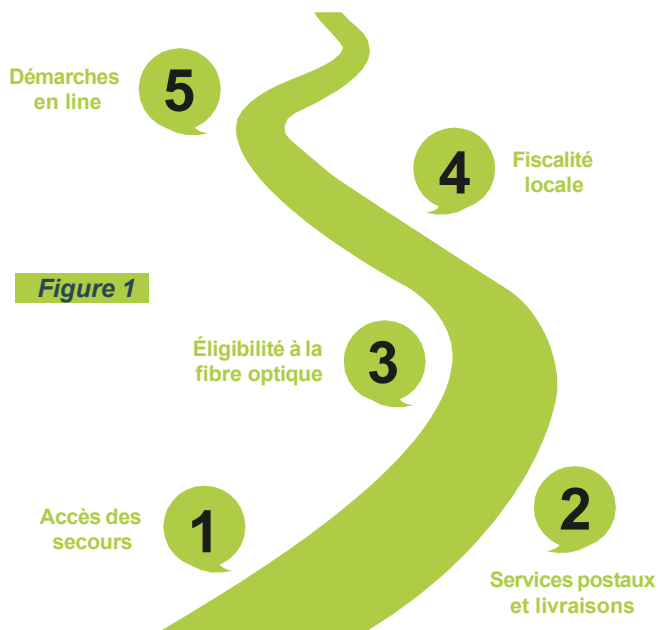 Démarches
en line
5
4
Fiscalité
locale
Figure 1
Éligibilité à la
fibre optique
3
Accès des
secours
1
2
Services postaux
et livraisons